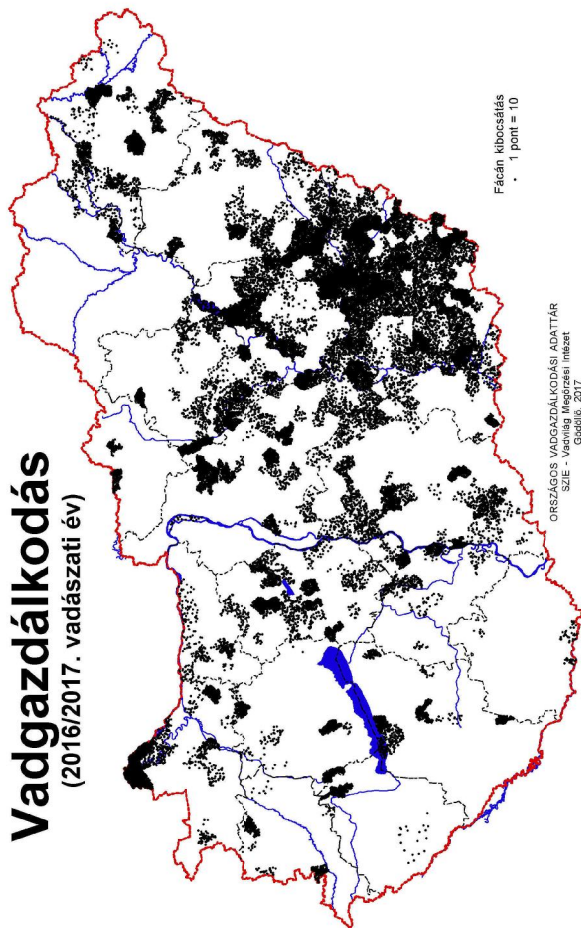 Vadgazdálkodás
(2016/2017. vadászati év)
Fácán kibocsátás
• 1 pont = 10
ORSZÁGOS VADGAZDÁLKODÁSI ADATTÁR
SZIE - Vadvilág Megőrzési Intézet
Gödöllő, 2017